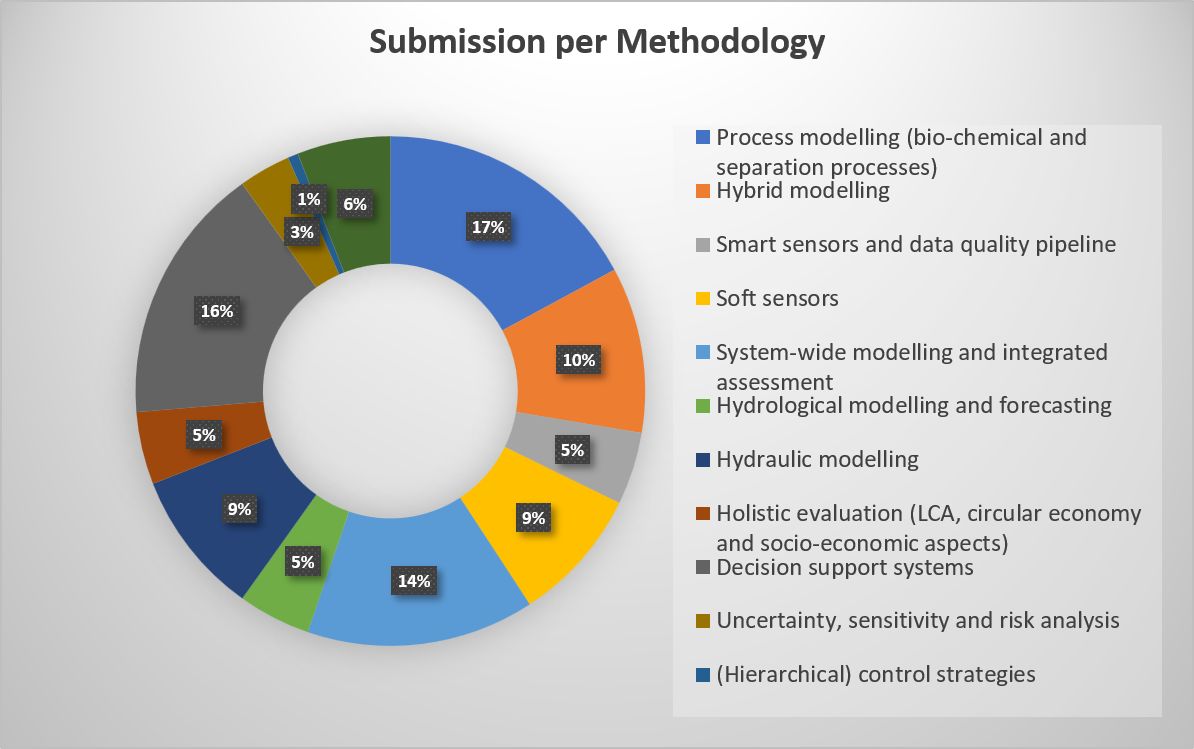 Submission per Methodology
1%
6%
3%
17%
16%
10%
5%
5%
9%
9%
5%
14%
Process modelling (bio-chemical and
separation processes)
Hybrid modelling
Smart sensors and data quality pipeline
Soft sensors
System-wide modelling and integrated
assessment
Hydrological modelling and forecasting
Hydraulic modelling
Holistic evaluation (LCA, circular economy
and socio-economic aspects)
Decision support systems
Uncertainty, sensitivity and risk analysis
(Hierarchical) control strategies